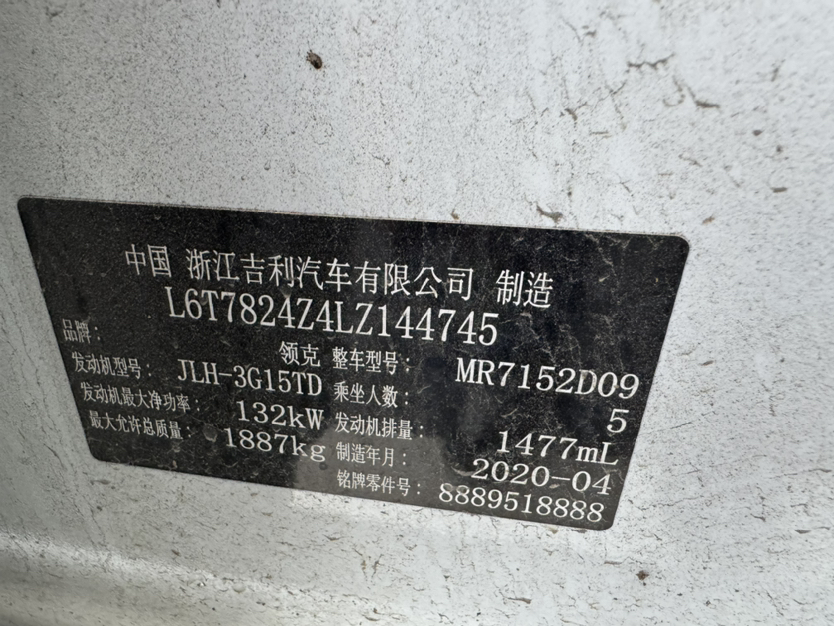 中国 浙江吉利汽车有限公司 制造
L6T7824Z4LZ144745
品牌: 领克 整车型号: MR7152D09
发动机型号: JLH-3G15TD 乘坐人数: 5
发动机最大净功率: 132kW 发动机排量: 1477mL
最大允许总质量: 1887kg 制造年月: 2020-04
铭牌零件号: 8889518888